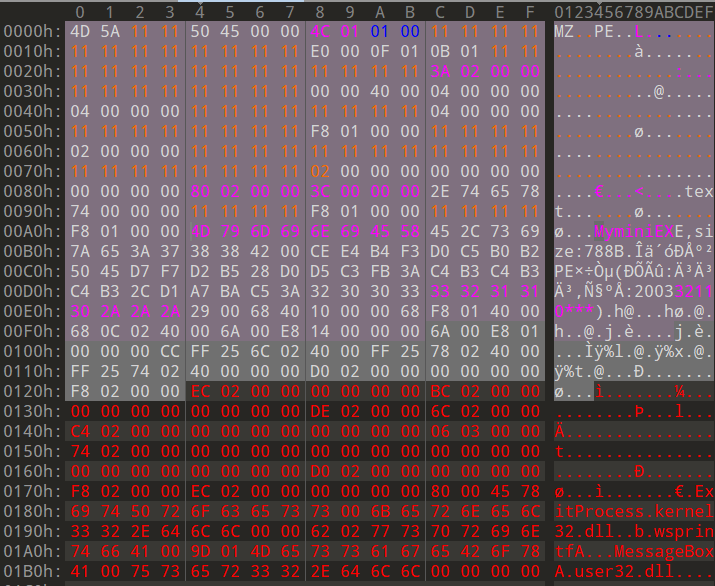 0 1 2 3 4 5 6 7 8 9 A B C D E F 0123456789ABCDEF
0000h: 4D 5A 11 11 50 45 00 00 4C 01 01 00 11 11 11 11 MZ..PE..L.......
0010h: 11 11 11 11 11 11 11 11 E0 00 0F 01 0B 01 11 11 ........à.......
0020h: 11 11 11 11 11 11 11 11 11 11 11 11 3A 02 00 00 ............:...
0030h: 11 11 11 11 11 11 11 11 00 00 40 00 04 00 00 00 ..........@.....
0040h: 04 00 00 00 11 11 11 11 11 11 11 11 04 00 00 00 ................
0050h: 11 11 11 11 11 11 11 11 F8 01 00 00 11 11 11 11 ........ø.......
0060h: 02 00 00 00 11 11 11 11 11 11 11 11 11 11 11 11 ................
0070h: 11 11 11 11 11 11 11 11 02 00 00 00 00 00 00 00 ................
0080h: 00 00 00 00 80 02 00 00 3C 00 00 00 2E 74 65 78 ....€...<....tex
0090h: 74 00 00 00 11 11 11 11 F8 01 00 00 11 11 11 11 t.......ø.......
00A0h: F8 01 00 00 4D 79 6D 69 6E 69 45 58 45 2C 73 69 ø...MyminiEXE,si
00B0h: 7A 65 3A 37 38 38 42 00 CE E4 B4 F3 D0 C5 B0 B2 ze:788B.Îä´óÐÅ°²
00C0h: 50 45 D7 F7 D2 B5 28 D0 D5 C3 FB 3A C4 B3 C4 B3 PE×÷Òµ(ÐÕÃû:Ä³Ä³
00D0h: C4 B3 2C D1 A7 BA C5 3A 32 30 30 33 33 32 31 31 Ä³,Ñ§ºÅ:20033211
00E0h: 30 2A 2A 2A 29 00 68 40 10 00 00 68 F8 01 40 00 0***).h@...hø.@.
00F0h: 68 0C 02 40 00 6A 00 E8 14 00 00 00 6A 00 E8 01 h..@.j.è....j.è.
0100h: 00 00 00 CC FF 25 6C 02 40 00 FF 25 78 02 40 00 ...Ìÿ%l.@.ÿ%x.@.
0110h: FF 25 74 02 40 00 00 00 D0 02 00 00 00 00 00 00 ÿ%t.@...Ð.......
0120h: F8 02 00 00 EC 02 00 00 00 00 00 00 BC 02 00 00 ø...ì.......¼...
0130h: 00 00 00 00 00 00 00 00 DE 02 00 00 6C 02 00 00 ........Þ...l...
0140h: C4 02 00 00 00 00 00 00 00 00 00 00 06 03 00 00 Ä...............
0150h: 74 02 00 00 00 00 00 00 00 00 00 00 00 00 00 00 t...............
0160h: 00 00 00 00 00 00 00 00 D0 02 00 00 00 00 00 00 ........Ð.......
0170h: F8 02 00 00 EC 02 00 00 00 00 00 00 80 00 45 78 ø...ì.......€.Ex
0180h: 69 74 50 72 6F 63 65 73 73 00 6B 65 72 6E 65 6C itProcess.kernel
0190h: 33 32 2E 64 6C 6C 00 00 62 02 77 73 70 72 69 6E 32.dll..b.wsprin
01A0h: 74 66 41 00 9D 01 4D 65 73 73 61 67 65 42 6F 78 tfA...MessageBox
01B0h: 41 00 75 73 65 72 33 32 2E 64 6C 6C 00 00 00 00 A.user32.dll....